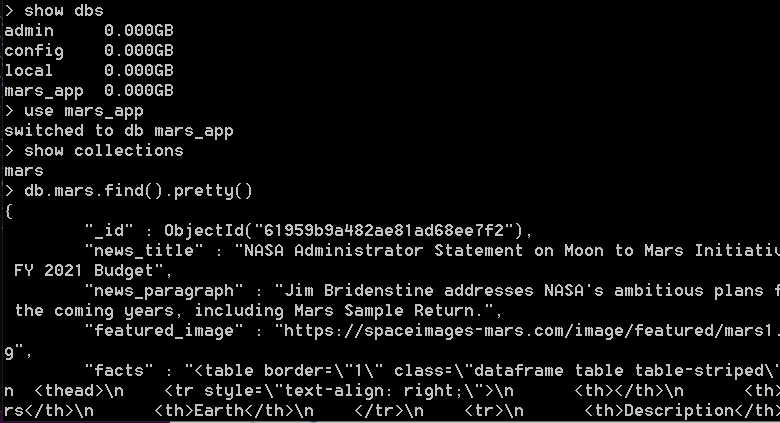 > show dbs
admin     0.000GB
config    0.000GB
local     0.000GB
mars_app  0.000GB
> use mars_app
switched to db mars_app
> show collections
mars
> db.mars.find().pretty()
{
        "_id" : ObjectId("61959b9a482ae81ad68ee7f2"),
        "news_title" : "NASA Administrator Statement on Moon to Mars Initiativ
 FY 2021 Budget",
        "news_paragraph" : "Jim Bridenstine addresses NASA's ambitious plans f
 the coming years, including Mars Sample Return.",
        "featured_image" : "https://spaceimages-mars.com/image/featured/mars1.
g",
        "facts" : "<table border=\"1\" class=\"dataframe table table-striped\"
n  <thead>\n    <tr style=\"text-align: right;\">\n      <th></th>\n      <th>
rs</th>\n      <th>Earth</th>\n    </tr>\n    <tr>\n      <th>Description</th>